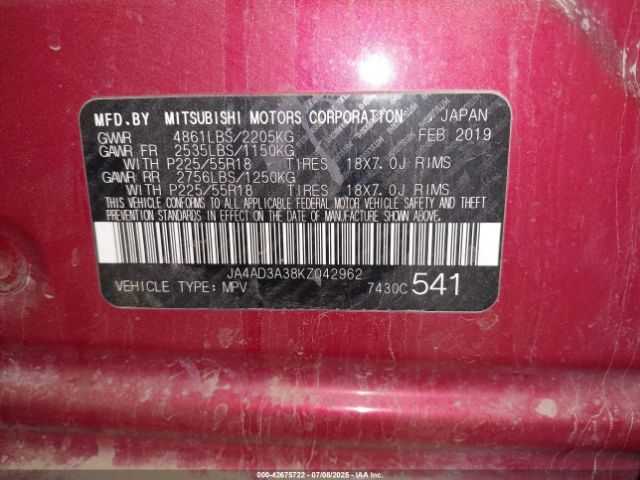 MFD.BY MITSUBISHI MOTORS CORPORATION JAPAN
GVWR 4861LBS/2205KG FEB 2019
GAWR FR 2535LBS/1150KG
WITH P225/55R18 TIRES 18X7.0J RIMS
GAWR RR 2756LBS/1250KG
WITH P225/55R18 TIRES 18X7.0J RIMS
THIS VEHICLE CONFORMS TO ALL APPLICABLE FEDERAL MOTOR VEHICLE SAFETY AND THEFT
PREVENTION STANDARDS IN EFFECT ON THE DATE OF MANUFACTURE SHOWN ABOVE.
JA4AD3A38KZ042962
VEHICLE TYPE: MPV 7430C 541
000-42675722 - 07/08/2025 - IAAI.com